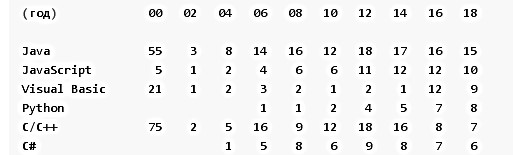 (год) 00 02 04 06 08 10 12 14 16 18
Java 55 3 8 14 16 12 18 17 16 15
JavaScript 5 1 2 4 6 6 11 12 12 10
Visual Basic 21 1 2 3 2 1 2 1 12 9
Python 1 1 2 4 5 7 8
C/C++ 75 2 5 16 9 12 18 16 8 7
C# 1 5 8 6 9 8 7 6